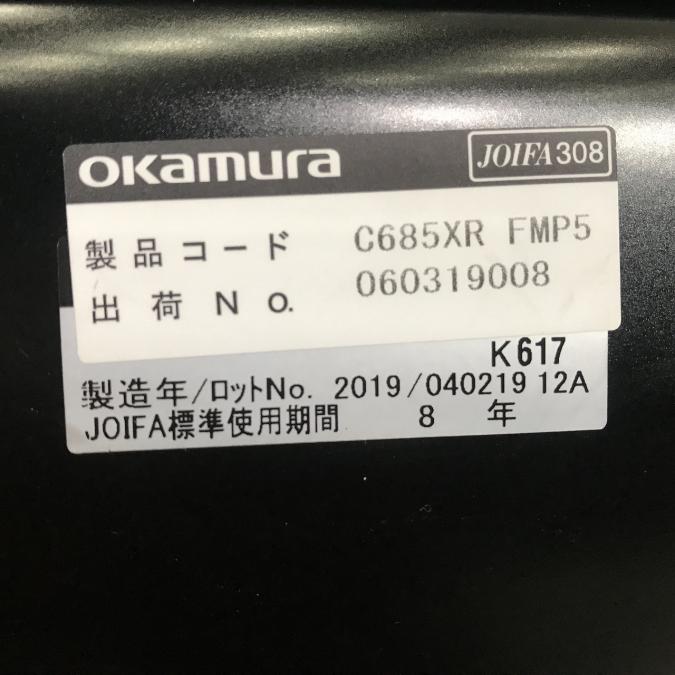 okamura JOIFA308
製品コード C685XR FMP5
出荷No. 060319008
K617
製造年/ロットNo. 2019/040219 12A
JOIFA標準使用期間 8 年